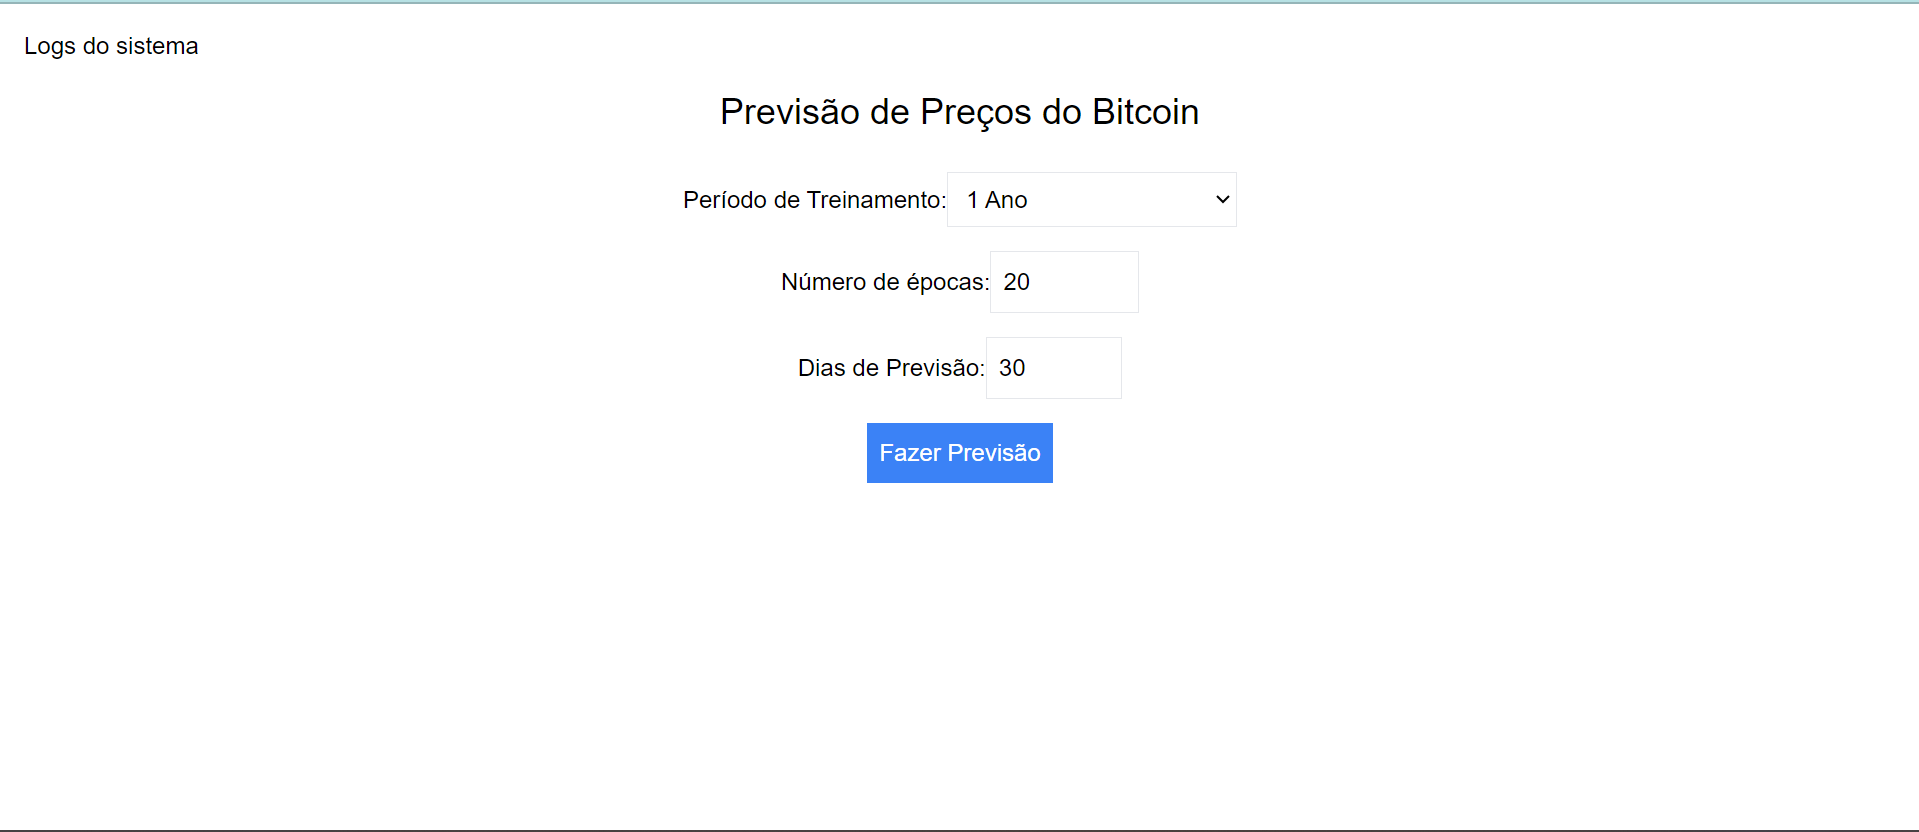 Logs do sistema
Previsão de Preços do Bitcoin
Período de Treinamento: 1 Ano
Número de épocas: 20
Dias de Previsão: 30
Fazer Previsão